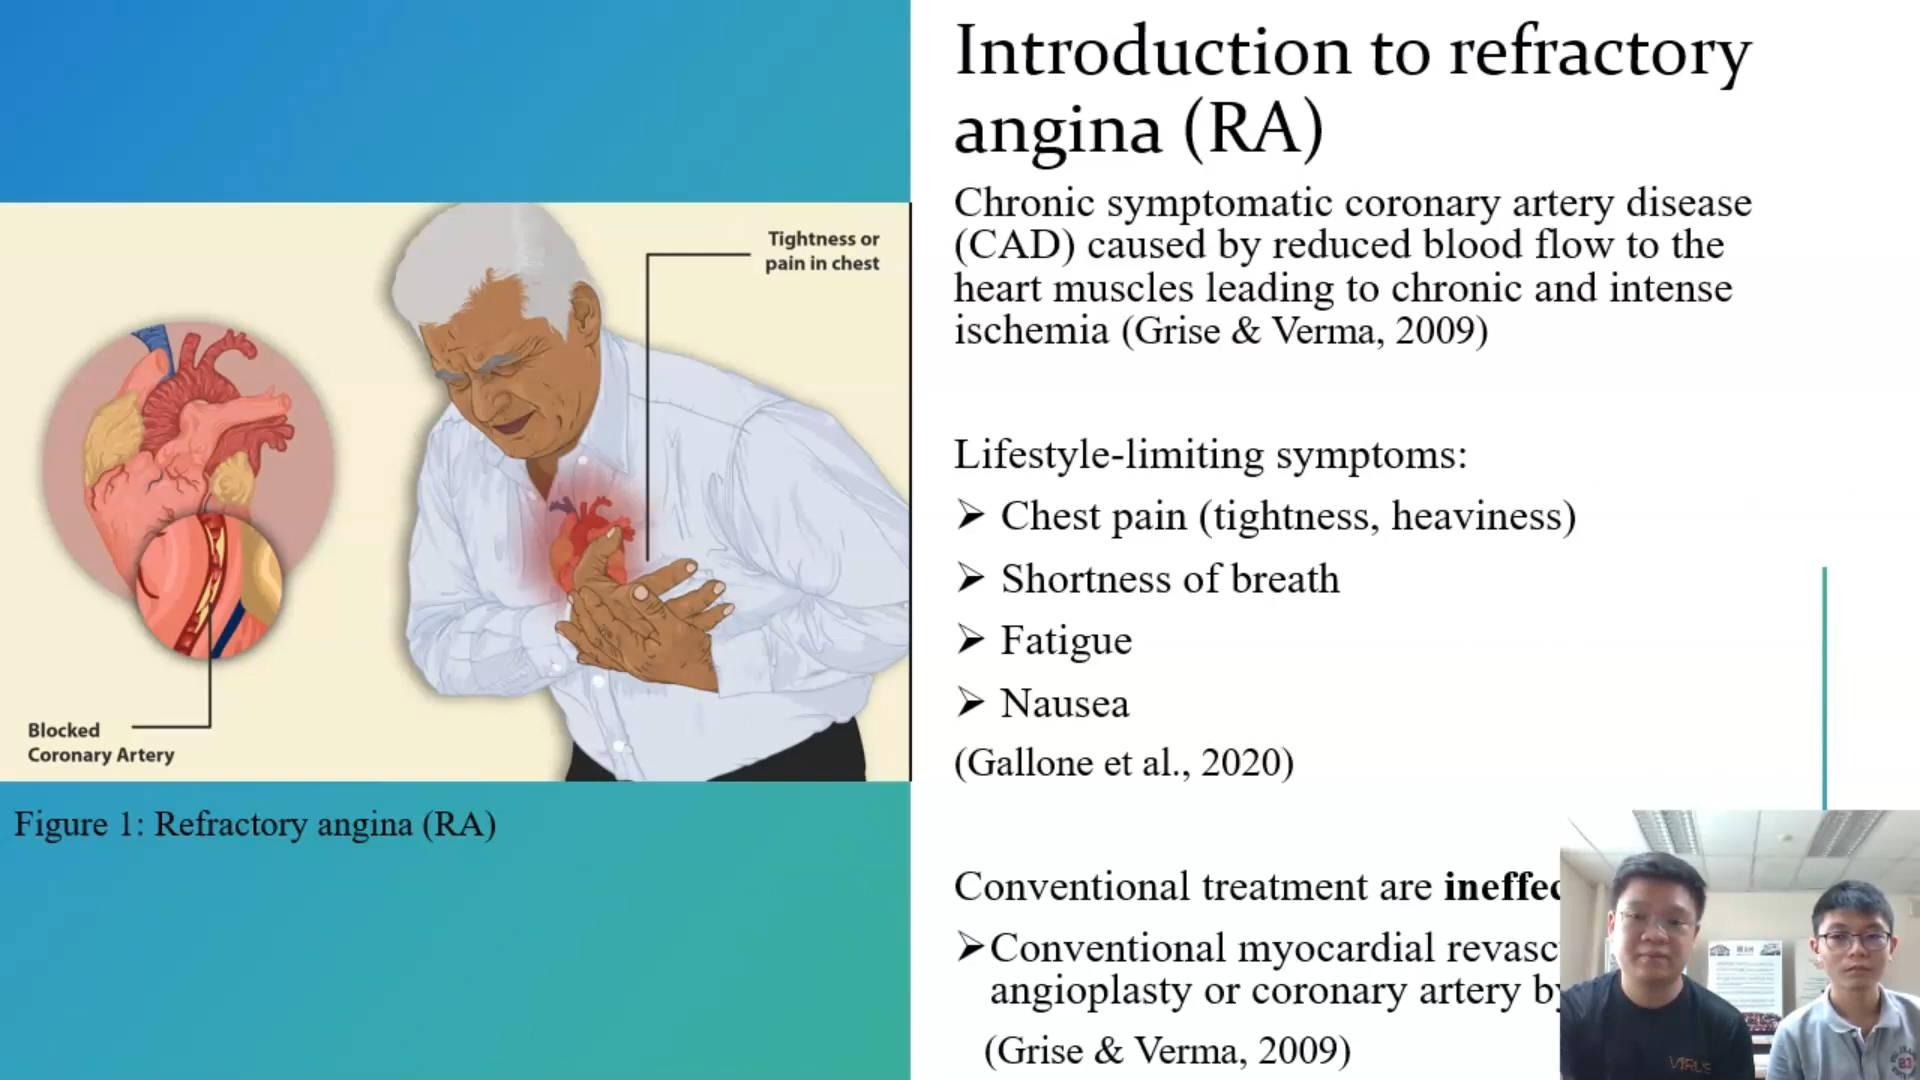 Introduction to refractory
angina (RA)
Chronic symptomatic coronary artery disease
(CAD) caused by reduced blood flow to the
heart muscles leading to chronic and intense
ischemia (Grise & Verma, 2009)
Lifestyle-limiting symptoms:
➢ Chest pain (tightness, heaviness)
➢ Shortness of breath
➢ Fatigue
➢ Nausea
(Gallone et al., 2020)
Conventional treatment are
➢ Conventional myocardial
angioplasty or coronary artery
(Grise & Verma, 2009)
Tightness or
pain in chest
Blocked
Coronary Artery
Figure 1: Refractory angina (RA)
VIRUS